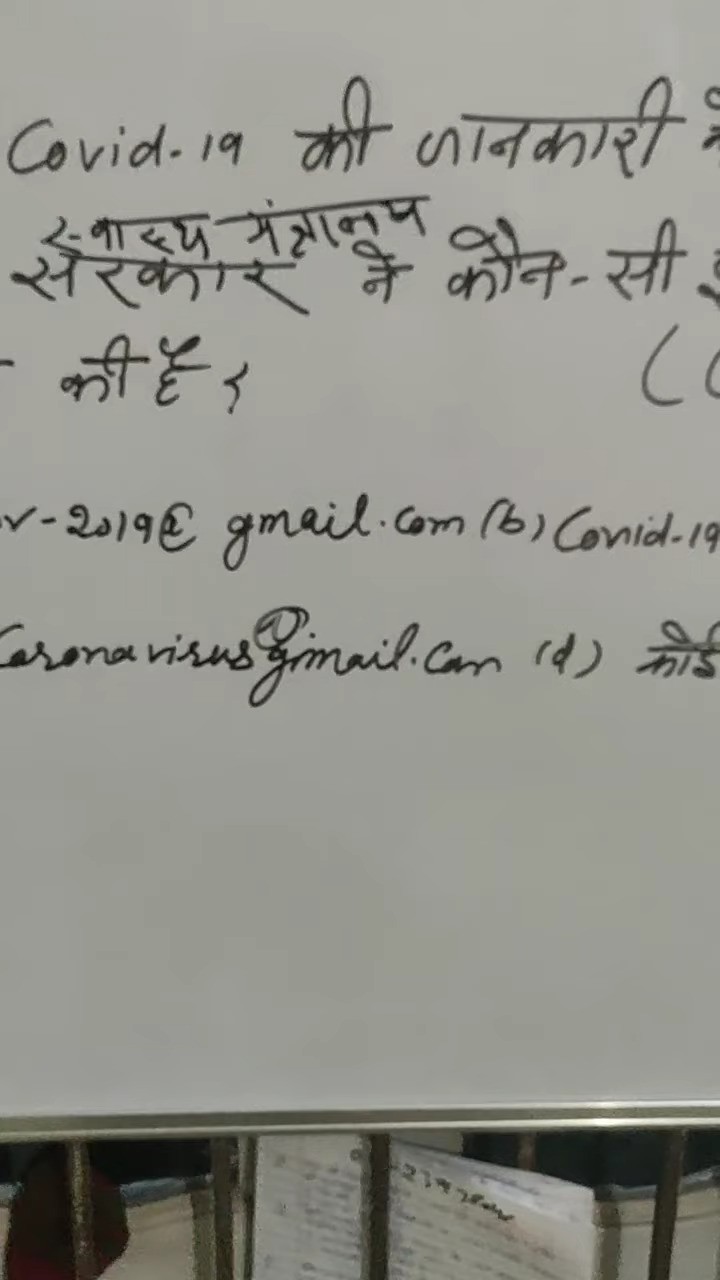 Covid-19 की जानकारी
स्वास्थ्य मंत्रालय
सरकार ने कौन-सी
की है
v-2019@gmail.com (b) Covid-19
Coronavirus@gmail.com (d) कोई